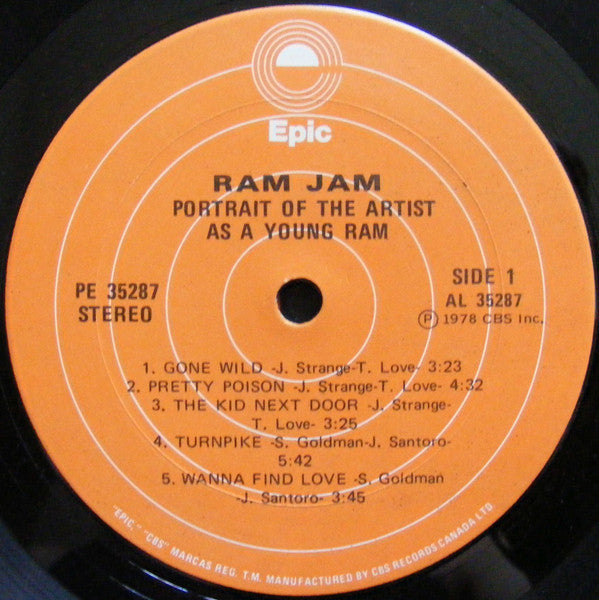 Epic
RAM JAM
PORTRAIT OF THE ARTIST
AS A YOUNG RAM
PE 35287
STEREO
SIDE 1
AL 35287
Ⓟ 1978 CBS Inc.
1. GONE WILD -J. Strange-T. Love- 3:23
2. PRETTY POISON -J. Strange-T. Love- 4:32
3. THE KID NEXT DOOR -J. Strange-
T. Love- 3:25
4. TURNPIKE -S. Goldman-J. Santoro-
5:42
5. WANNA FIND LOVE -S. Goldman
-J. Santoro- 3:45
"EPIC," "CBS" MARCAS REG. T.M. MANUFACTURED BY CBS RECORDS CANADA LTD.